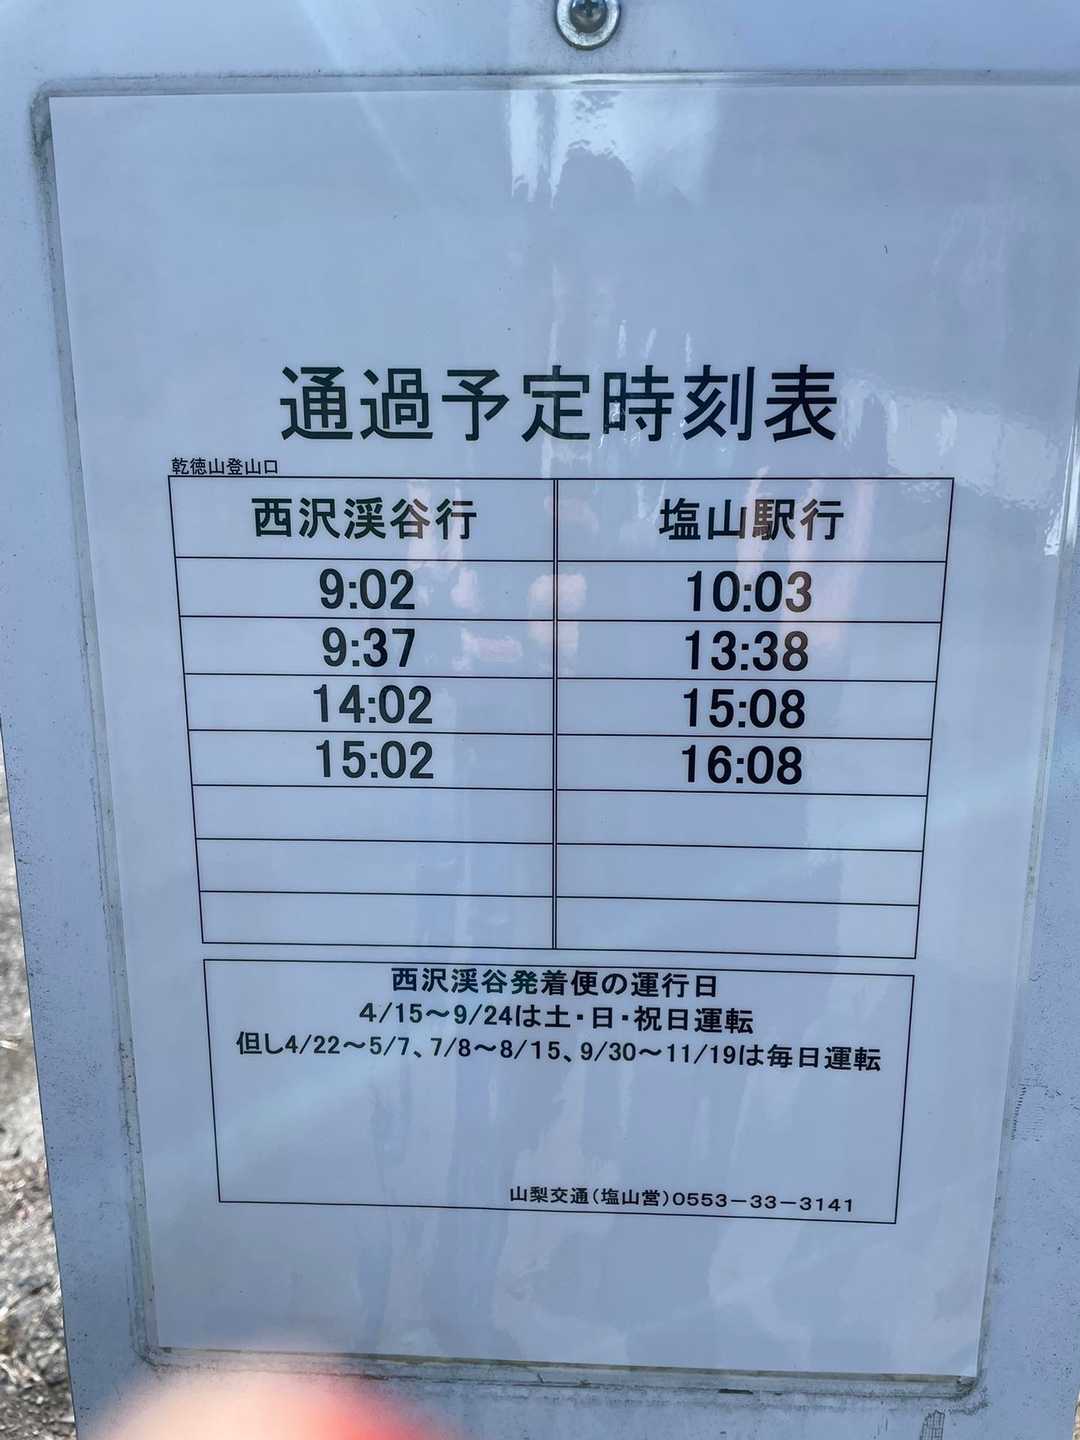 通過予定時刻表
乾徳山登山口
西沢渓谷行 塩山駅行
9:02 10:03
9:37 13:38
14:02 15:08
15:02 16:08
西沢渓谷発着便の運行日
4/15～9/24は土・日・祝日運転
但し4/22～5/7、7/8～8/15、9/30～11/19は毎日運転
山梨交通(塩山営)0553－33－3141